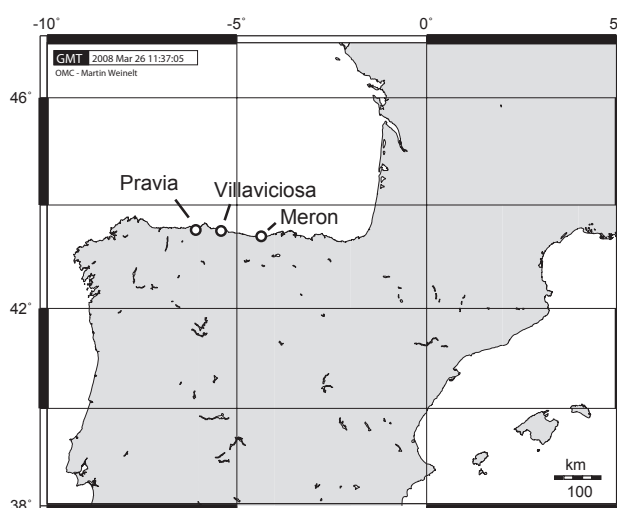 -10˚ -5˚ 0˚ 5
GMT 2008 Mar 26 11:37:05
OMC - Martin Weinelt
46˚
Pravia Villaviciosa
Meron
42˚
km
100
38˚